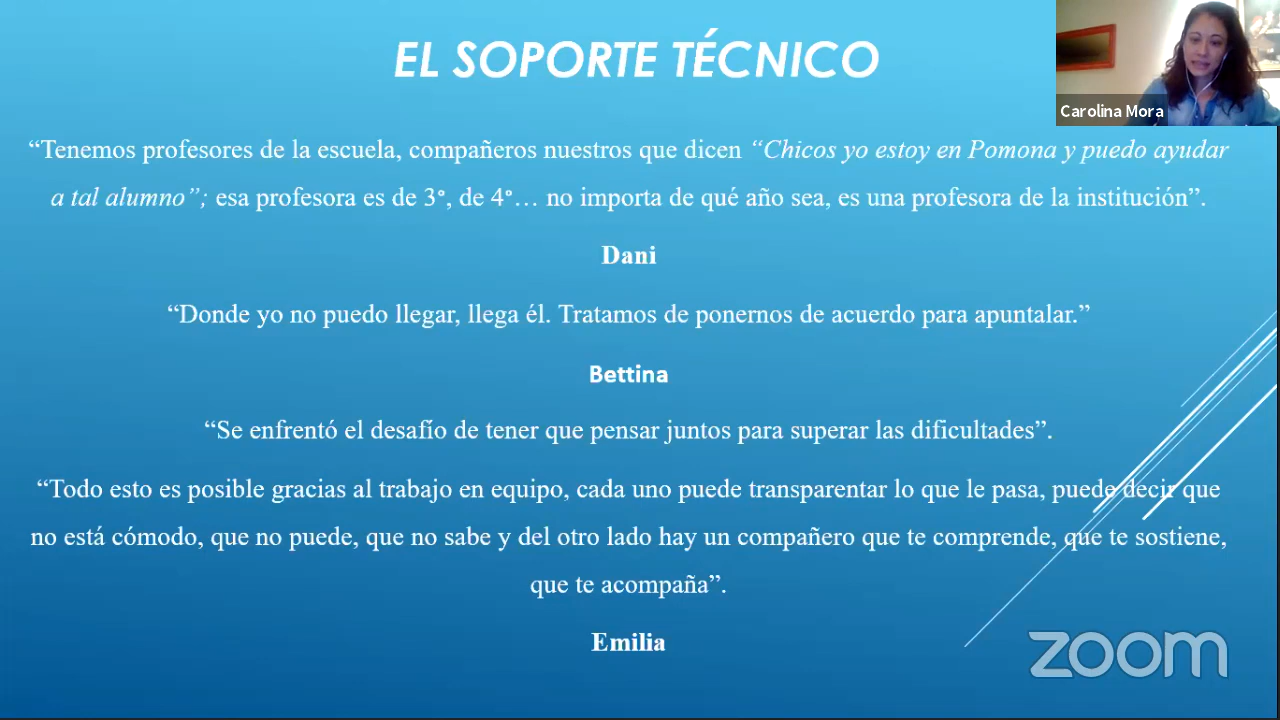 EL SOPORTE TÉCNICO
Carolina Mora
“Tenemos profesores de la escuela, compañeros nuestros que dicen “Chicos yo estoy en Pomona y puedo ayudar
a tal alumno”; esa profesora es de 3°, de 4°… no importa de qué año sea, es una profesora de la institución”.
Dani
“Donde yo no puedo llegar, llega él. Tratamos de ponernos de acuerdo para apuntalar.”
Bettina
“Se enfrentó el desafío de tener que pensar juntos para superar las dificultades”.
“Todo esto es posible gracias al trabajo en equipo, cada uno puede transparentar lo que le pasa, puede decir que
no está cómodo, que no puede, que no sabe y del otro lado hay un compañero que te comprende, que te sostiene,
que te acompaña”.
Emilia
zoom